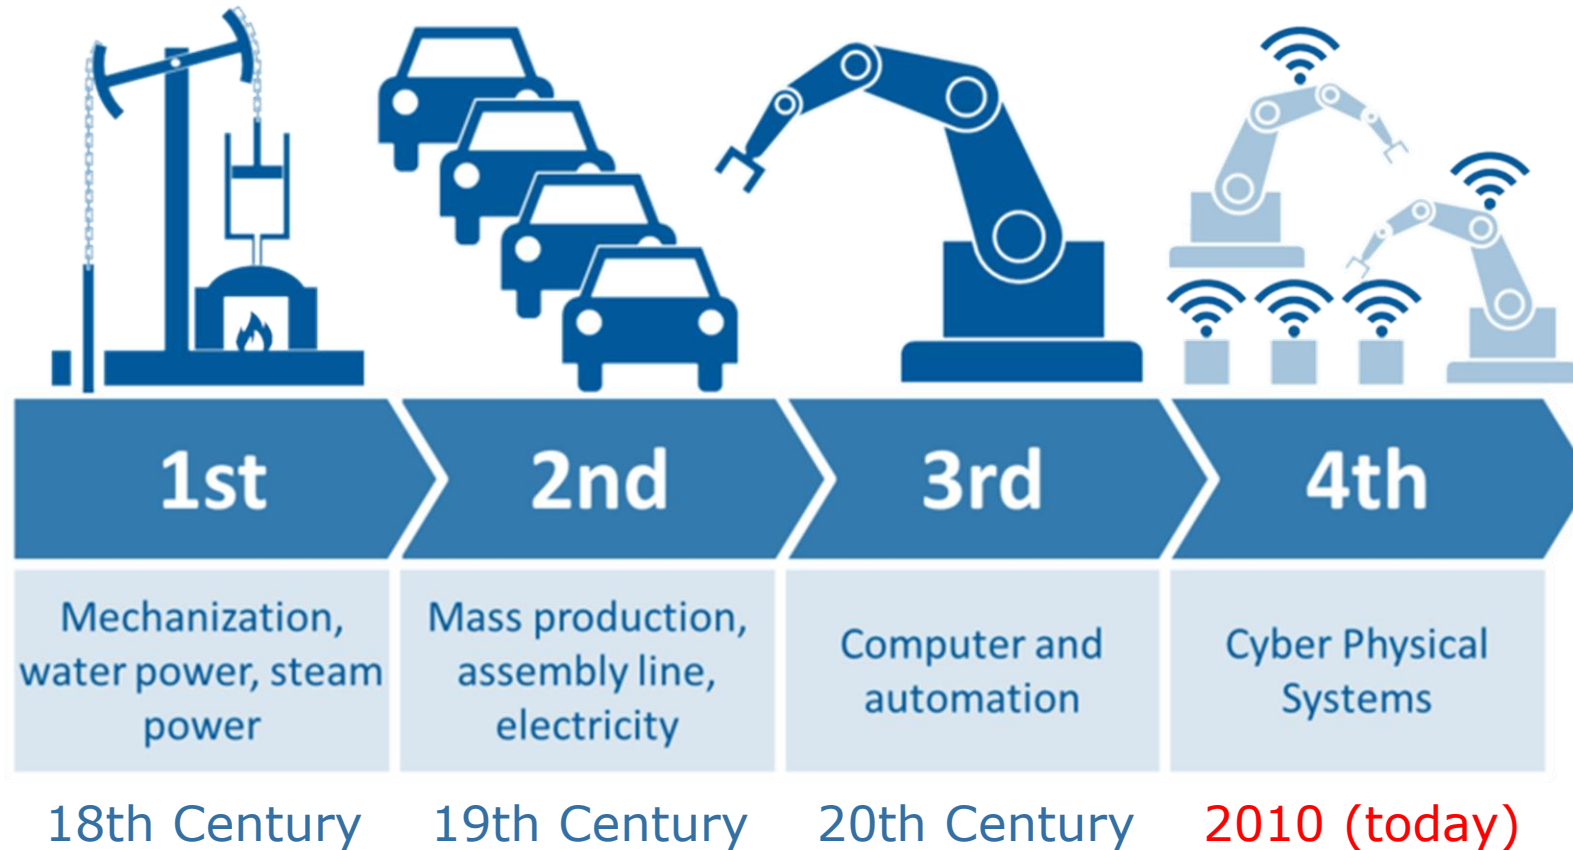 1st
2nd
3rd
4th
Mechanization,
water power, steam
power
Mass production,
assembly line,
electricity
Computer and
automation
Cyber Physical
Systems
18th Century
19th Century
20th Century
2010 (today)